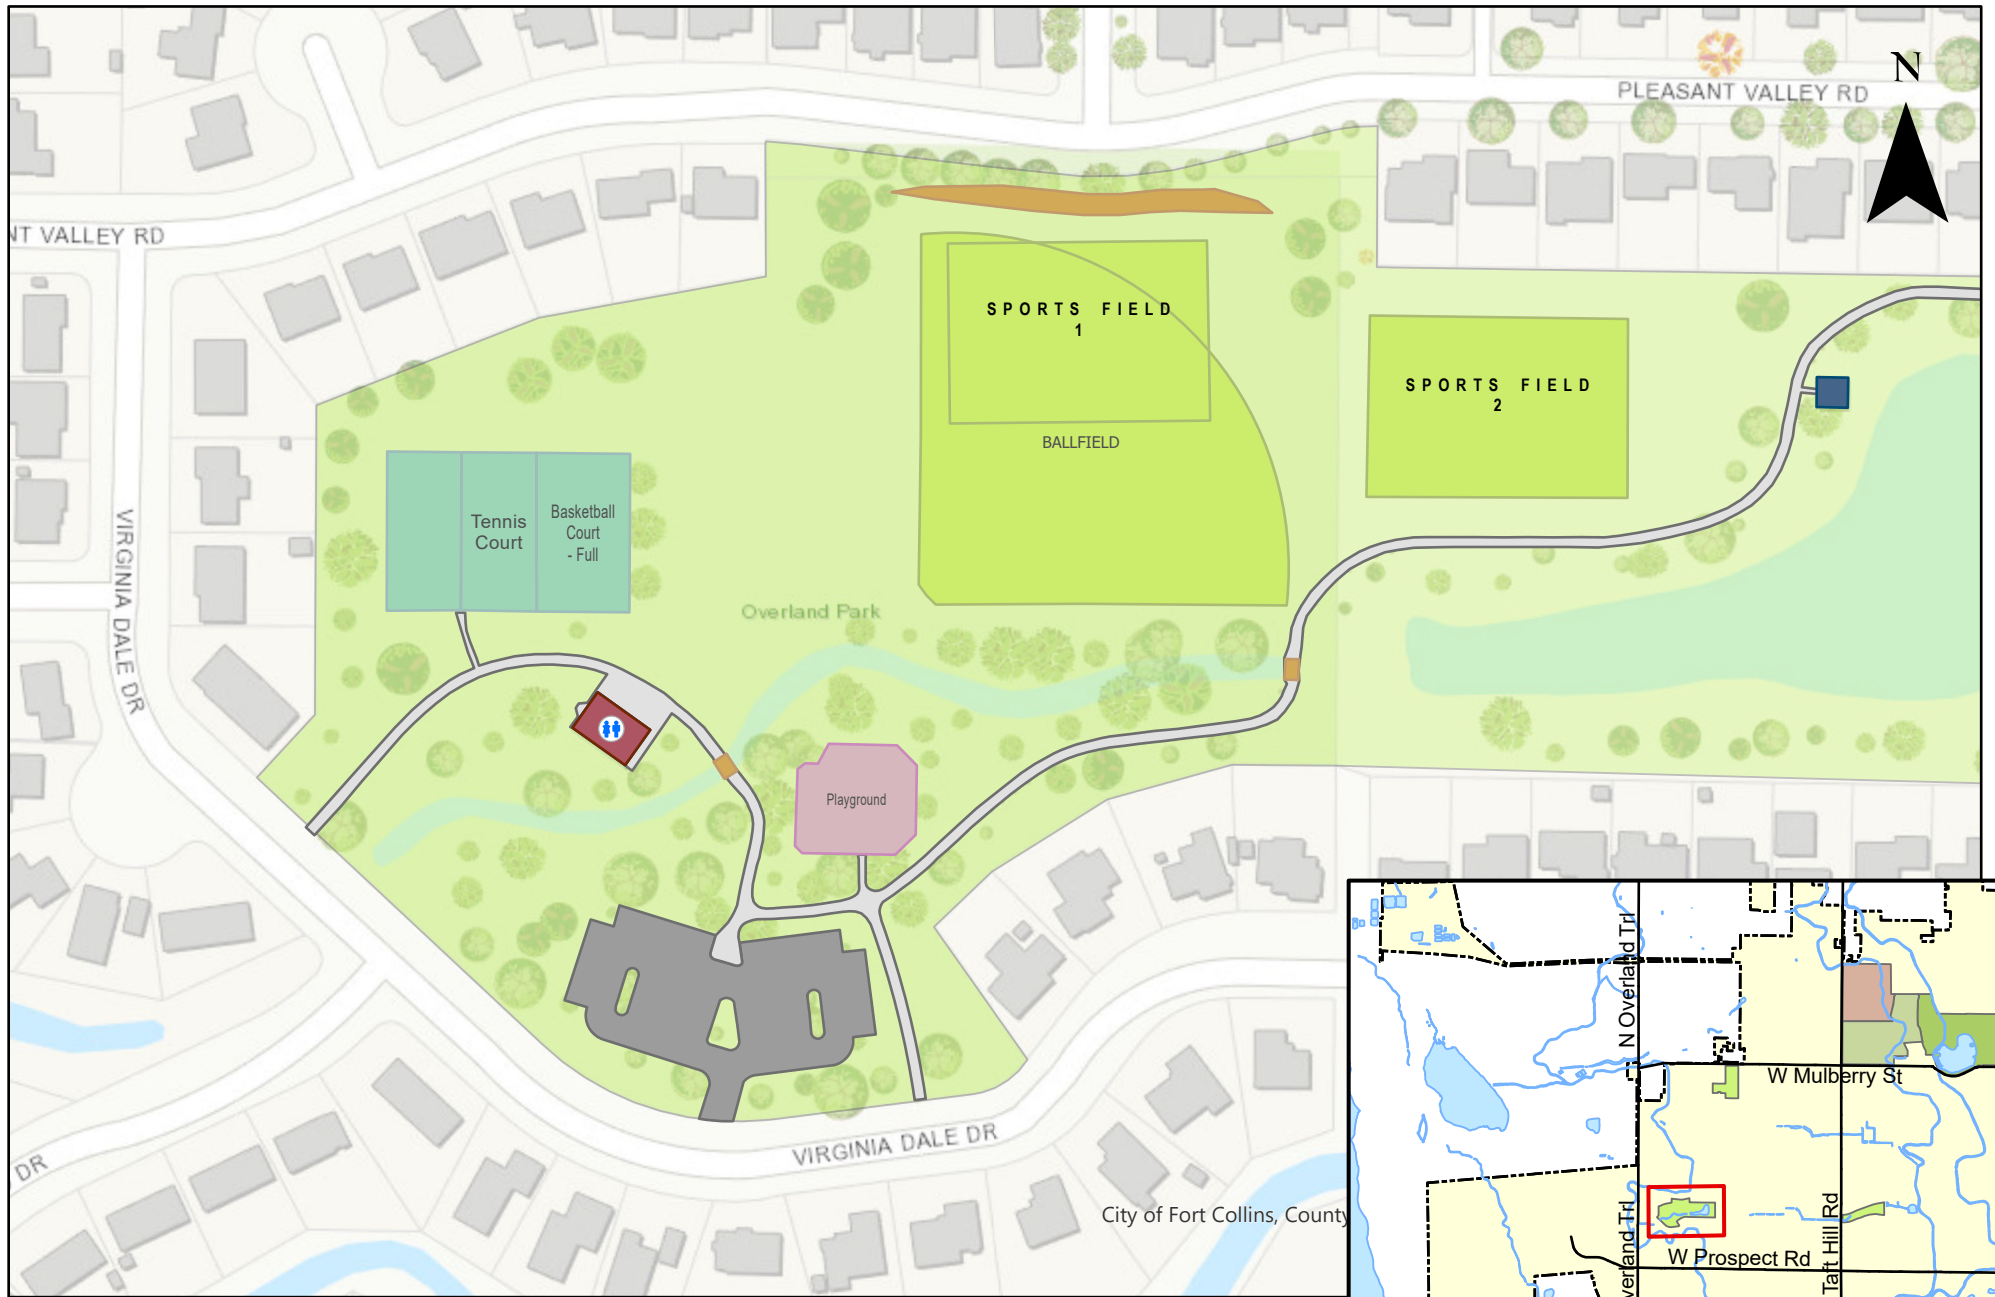 N
PLEASANT VALLEY RD
NT VALLEY RD
SPORTS FIELD
1
SPORTS FIELD
2
BALLFIELD
Tennis
Court
Basketball
Court
- Full
VIRGINIA DALE DR
Overland Park
Playground
VIRGINIA DALE DR
DR
City of Fort Collins, County
N Overland Trl
W Mulberry St
verland Trl
Taft Hill Rd
W Prospect Rd